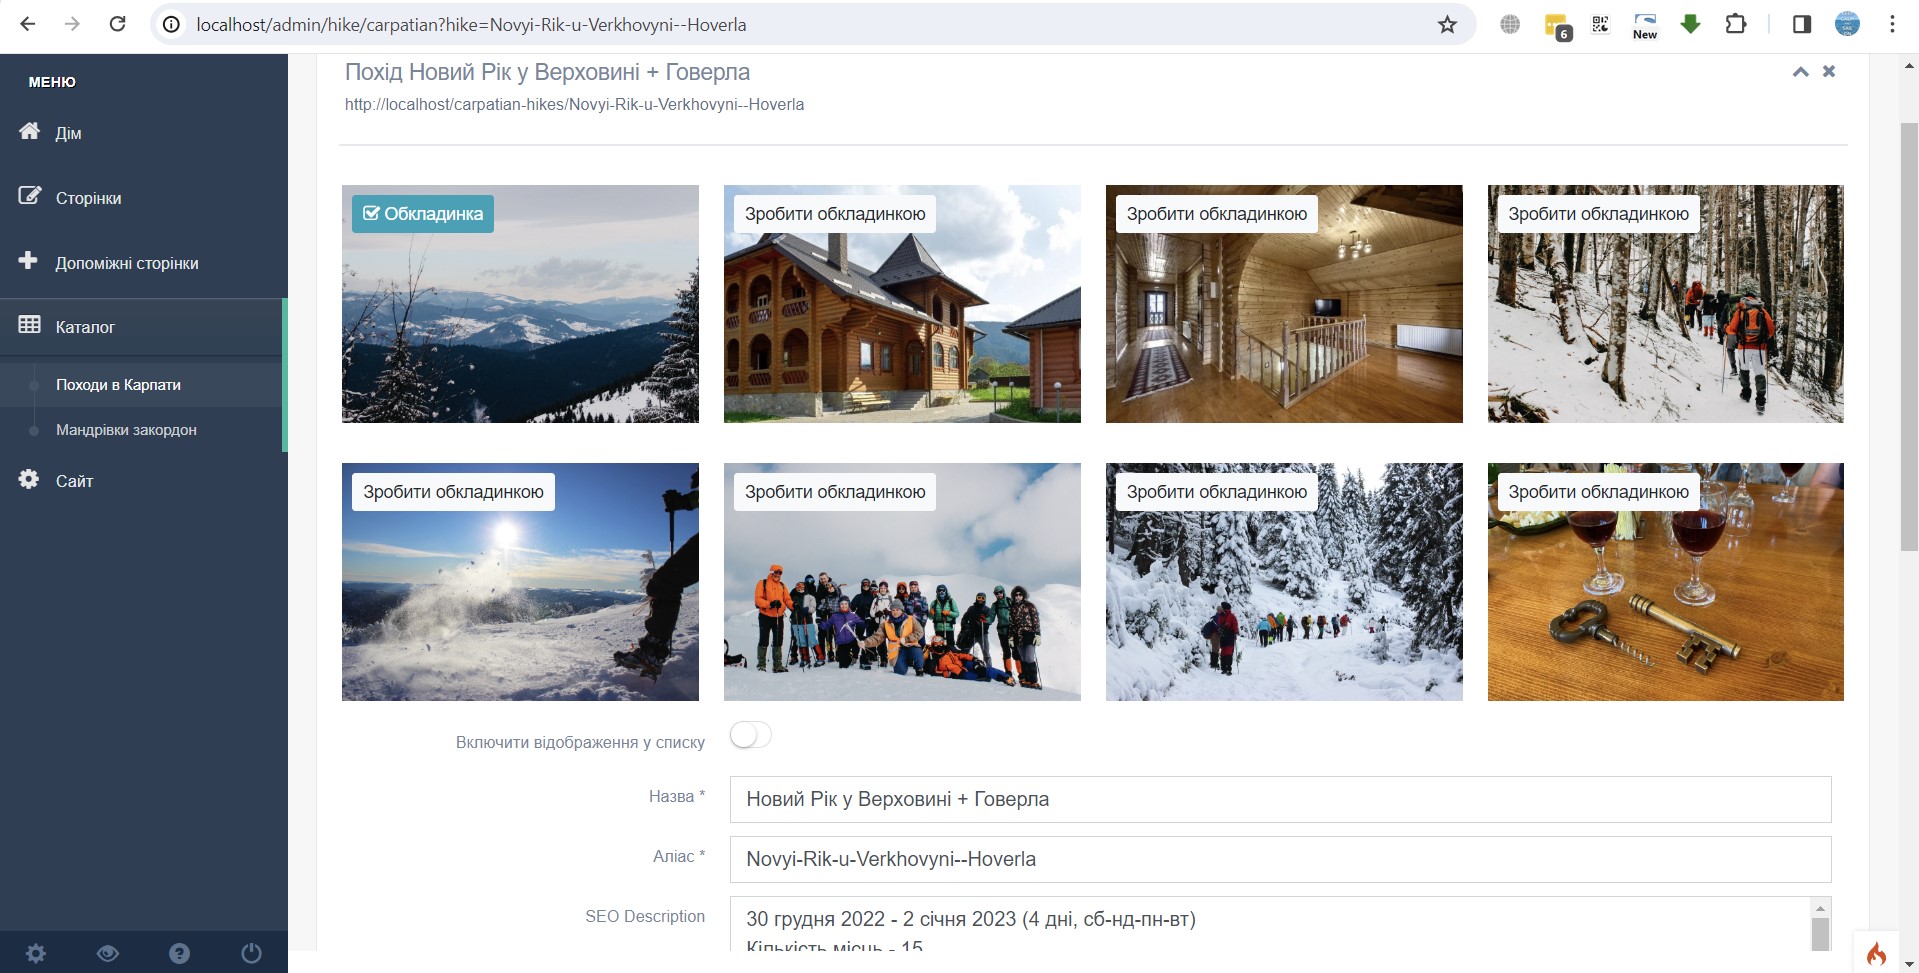 localhost/admin/hike/carpatian?hike=Novyi-Rik-u-Verkhovyni--Hoverla
6
New
МЕНЮ
Дім
Сторінки
Допоміжні сторінки
Каталог
Походи в Карпати
Мандрівки закордон
Сайт
Похід Новий Рік у Верховині + Говерла
http://localhost/carpatian-hikes/Novyi-Rik-u-Verkhovyni--Hoverla
Обкладинка
Зробити обкладинкою
Зробити обкладинкою
Зробити обкладинкою
Зробити обкладинкою
Зробити обкладинкою
Зробити обкладинкою
Зробити обкладинкою
Включити відображення у списку
Назва *
Новий Рік у Верховині + Говерла
Аліас *
Novyi-Rik-u-Verkhovyni--Hoverla
SEO Description
30 грудня 2022 - 2 січня 2023 (4 дні, сб-нд-пн-вт)
Кількість місць - 15